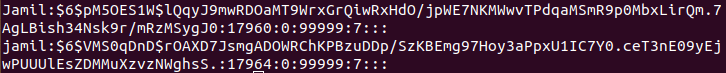 Jamil:$6$pM5OES1W$lQqyJ9mwRDOaMT9WrxGrQiwRxHdO/jpWE7NKMWwvTPdqaMSmR9p0MbxLirQm.7
AgLBish34Nsk9r/mRzMSygJ0:17960:0:99999:7:::
jamil:$6$VMS0qDnD$rOAXD7JsmgADOWRChKPBzuDDp/SzKBEmg97Hoy3aPpxU1IC7Y0.ceT3nE09yEj
wPUUUlEsZDMMuXzvzNWghsS.:17964:0:99999:7:::